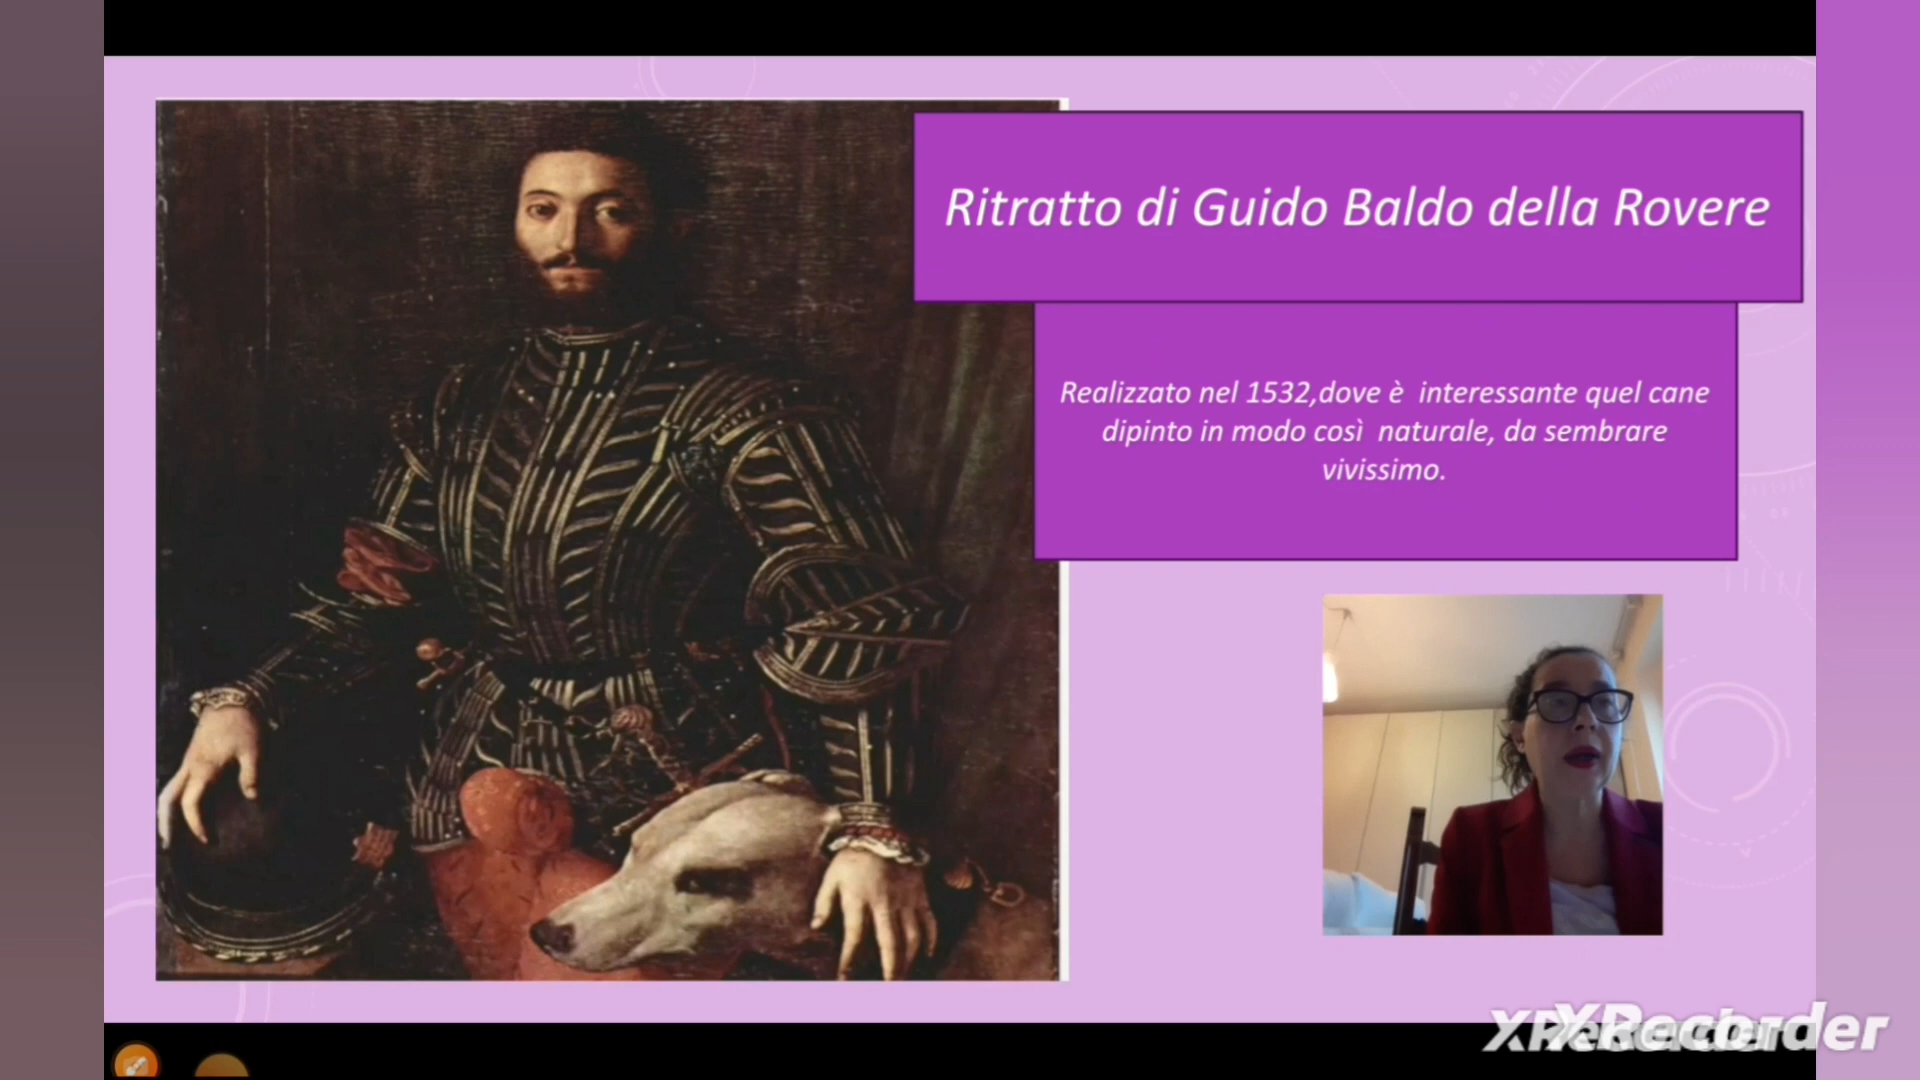 Ritratto di Guido Baldo della Rovere
Realizzato nel 1532,dove è interessante quel cane
dipinto in modo così naturale, da sembrare
vivissimo.
XRecorder